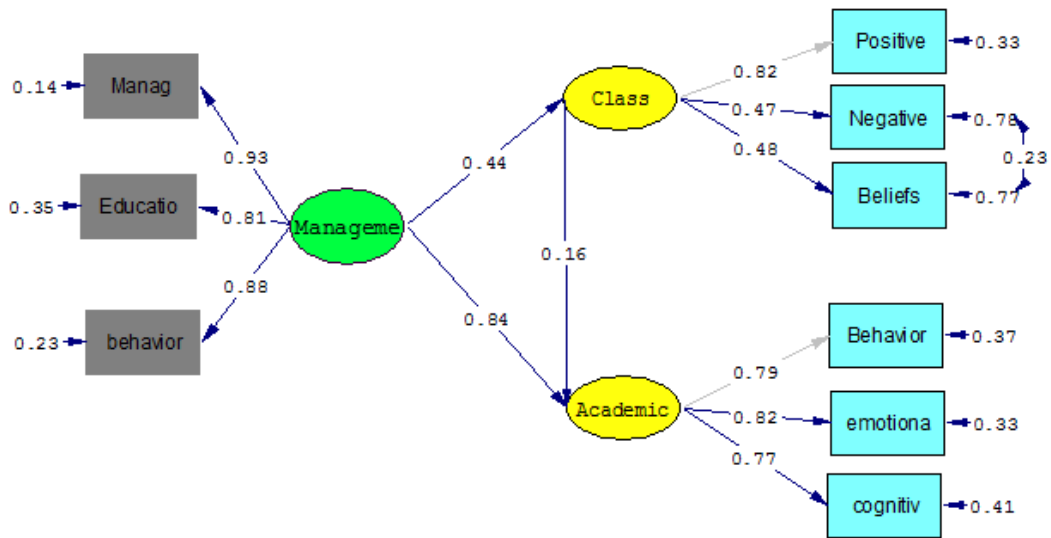 Positive
0.33
0.14
Manag
0.82
Class
0.47
Negative
0.78
0.93
0.44
0.48
0.23
Beliefs
0.77
0.35
Educatio
0.81
Manageme
0.16
0.88
0.84
0.23
behavior
Behavior
0.37
0.79
Academic
0.82
emotiona
0.33
0.77
cognitiv
0.41